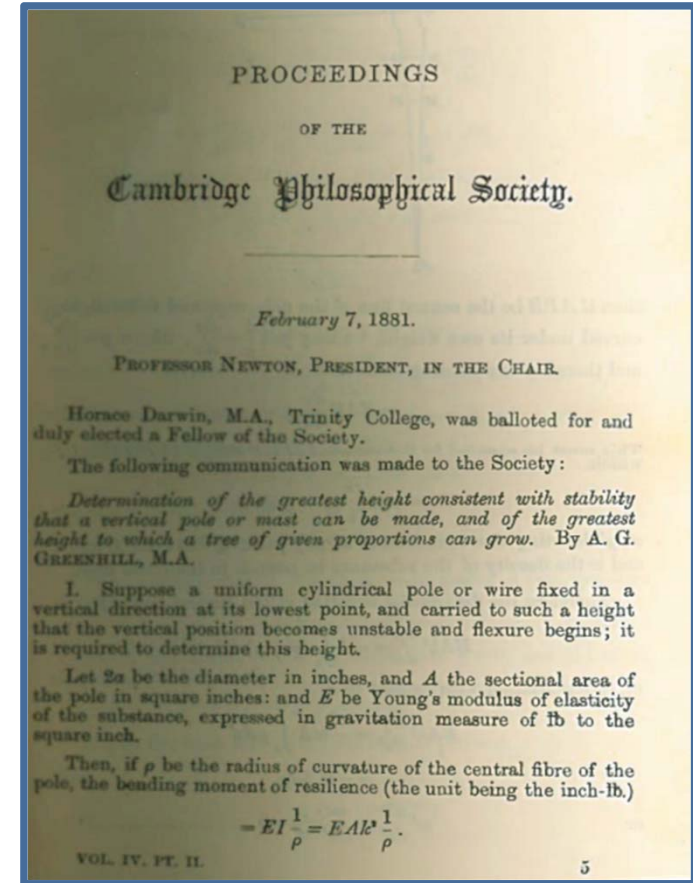 PROCEEDINGS
OF THE
Cambridge Philosophical Society.
February 7, 1881.
PROFESSOR NEWTON, PRESIDENT, IN THE CHAIR.
Horace Darwin, M.A., Trinity College, was balloted for and
duly elected a Fellow of the Society.
The following communication was made to the Society:
Determination of the greatest height consistent with stability
that a vertical pole or mast can be made, and of the greatest
height to which a tree of given proportions can grow. By A. G.
GREENHILL, M.A.
I. Suppose a uniform cylindrical pole or wire fixed in a
vertical direction at its lowest point, and carried to such a height
that the vertical position becomes unstable and flexure begins; it
is required to determine this height.
Let 2a be the diameter in inches, and A the sectional area of
the pole in square inches: and E be Young's modulus of elasticity
of the substance, expressed in gravitation measure of ℔ to the
square inch.
Then, if ρ be the radius of curvature of the central fibre of the
pole, the bending moment of resilience (the unit being the inch-℔.)
= EI 1/ρ = EAk² 1/ρ.
VOL. IV. PT. II. 5